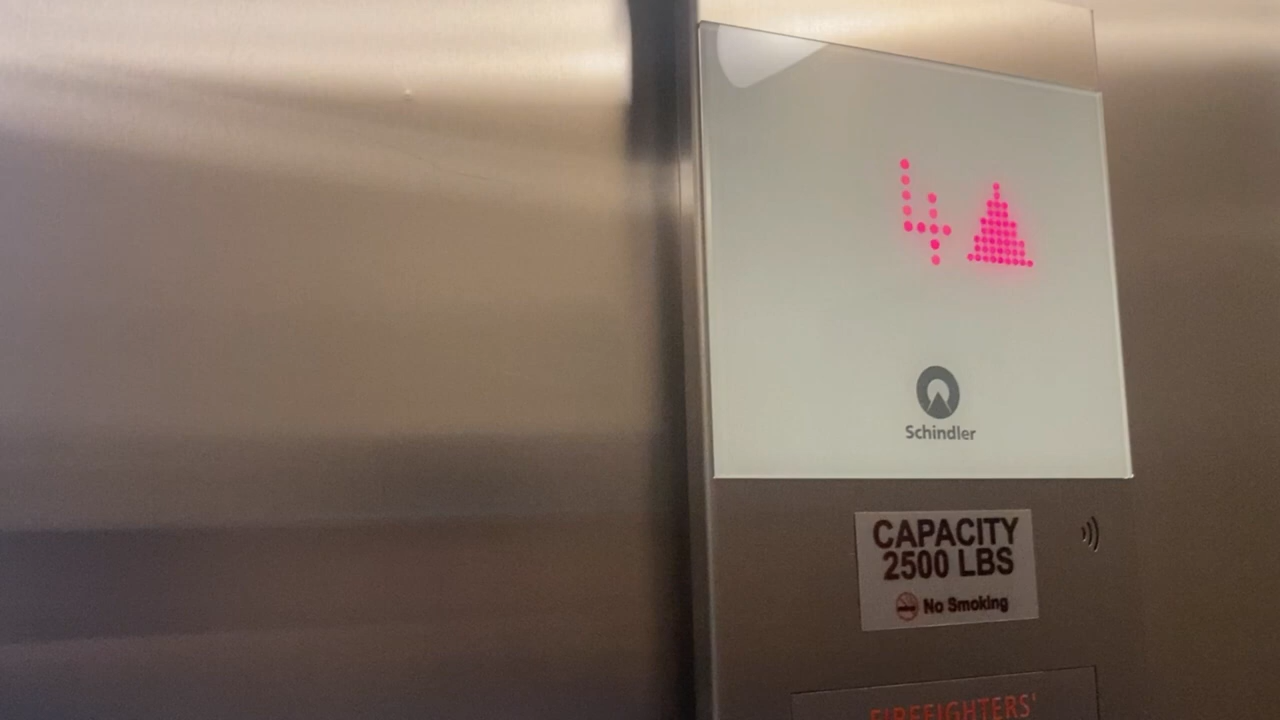 4
Schindler
CAPACITY
2500 LBS
No Smoking
FIREFIGHTERS'